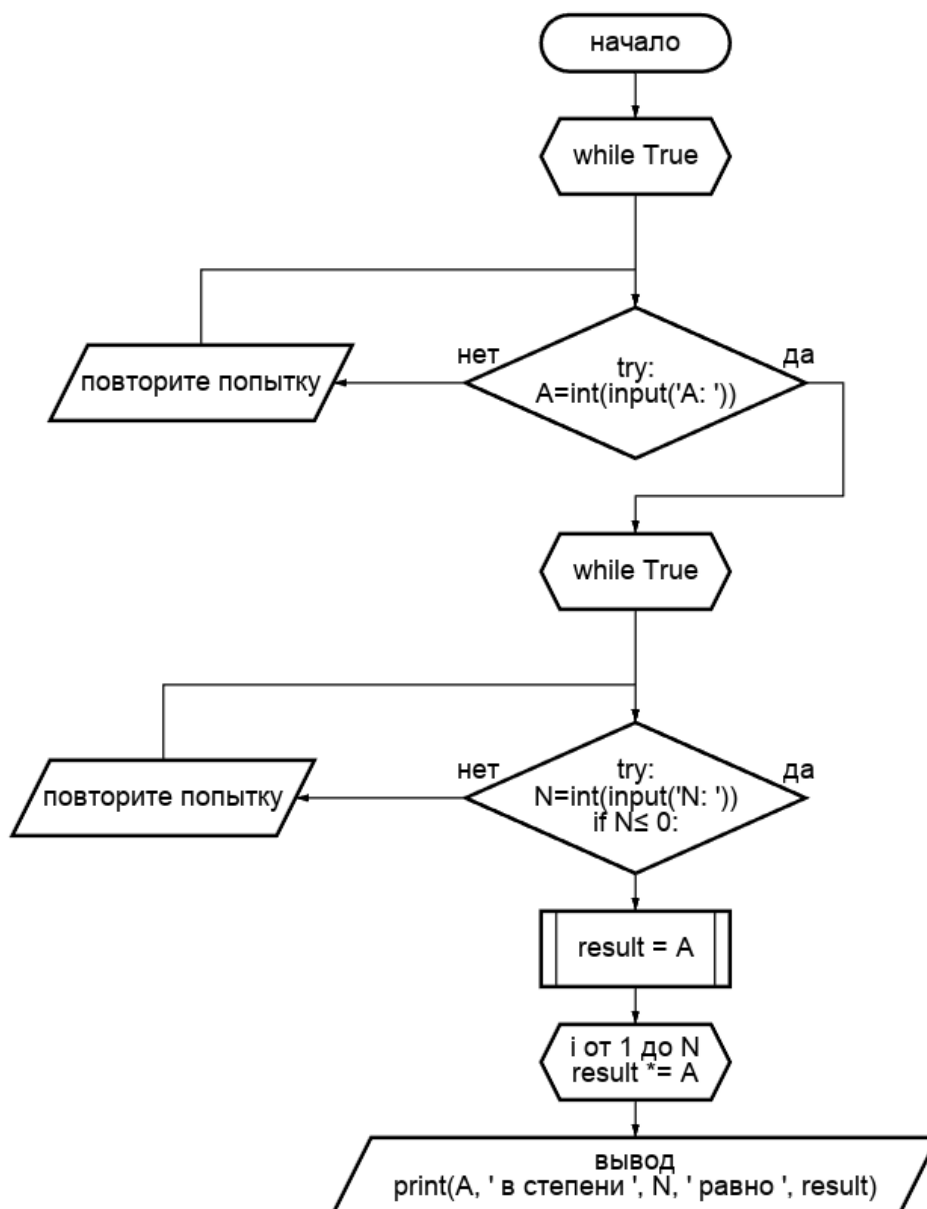 начало
while True
нет
да
try:
A=int(input('A: '))
повторите попытку
while True
нет
да
try:
N=int(input('N: '))
if N≤ 0:
повторите попытку
result = A
i от 1 до N
result *= A
вывод
print(A, ' в степени ', N, ' равно ', result)